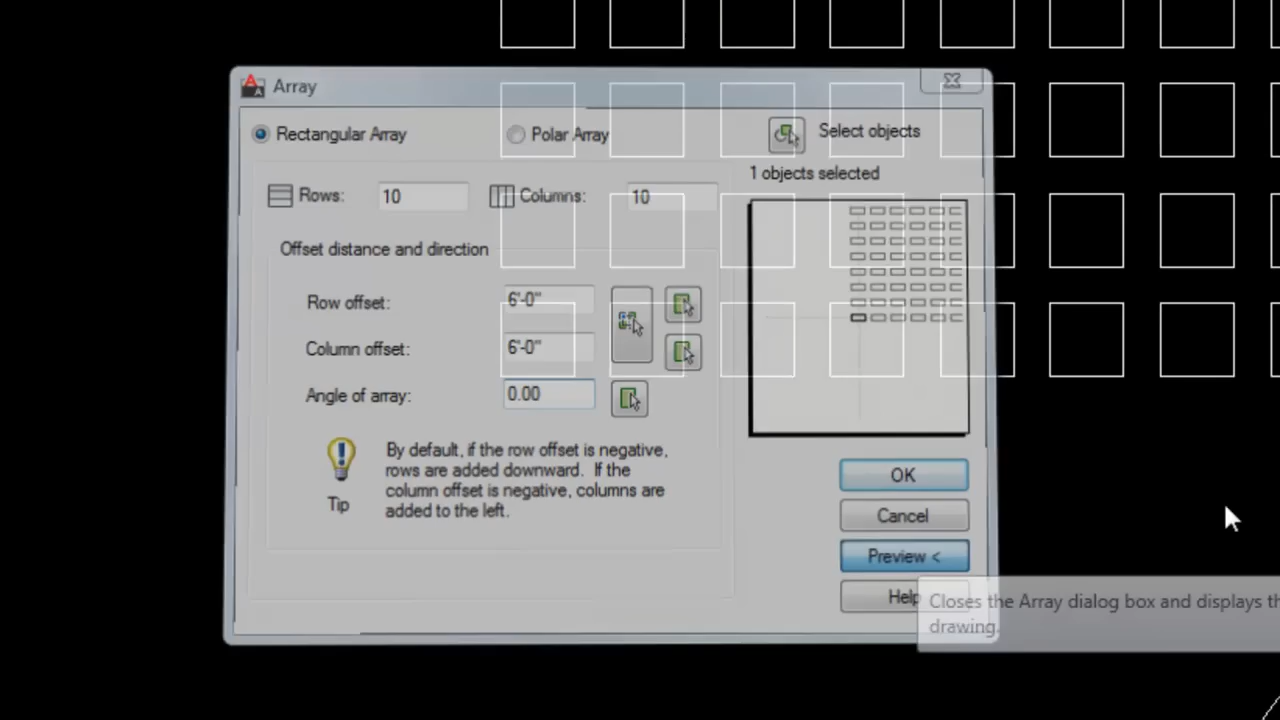 Array
Rectangular Array
Polar Array
Select objects
1 objects selected
Rows:
10
Columns:
10
Offset distance and direction
Row offset:
6'-0"
Column offset:
6'-0"
Angle of array:
0.00
By default, if the row offset is negative,
rows are added downward. If the
column offset is negative, columns are
added to the left.
Tip
OK
Cancel
Preview <
Help
Closes the Array dialog box and displays
drawing.